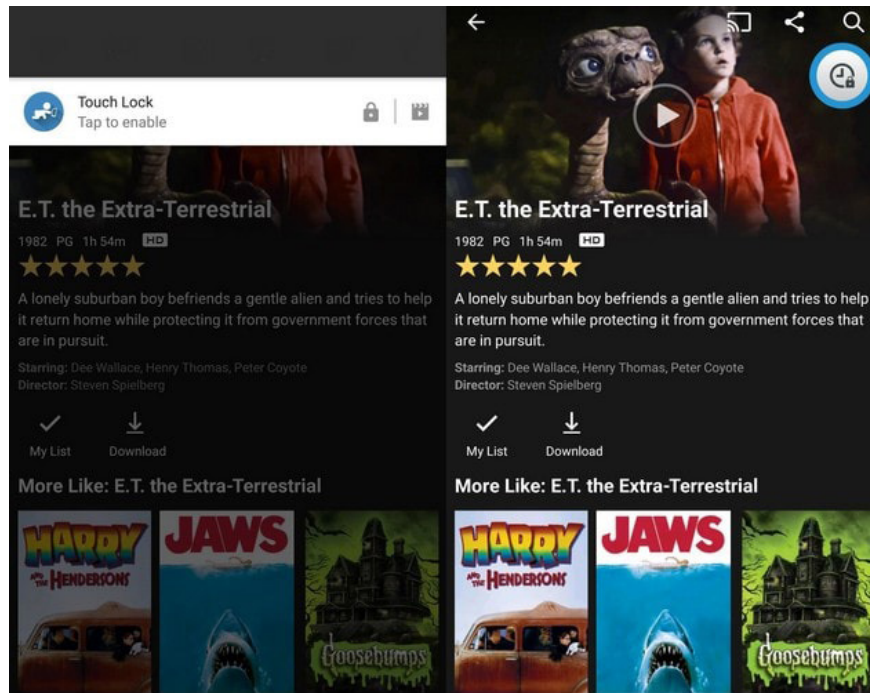 Touch Lock
Tap to enable
E.T. the Extra-Terrestrial
1982 PG 1h 54m HD
A lonely suburban boy befriends a gentle alien and tries to help
it return home while protecting it from government forces that
are in pursuit.
Starring: Dee Wallace, Henry Thomas, Peter Coyote
Director: Steven Spielberg
My List Download
More Like: E.T. the Extra-Terrestrial
HARRY
AND THE HENDERSONS
JAWS
Goosebumps
E.T. the Extra-Terrestrial
1982 PG 1h 54m HD
A lonely suburban boy befriends a gentle alien and tries to help
it return home while protecting it from government forces that
are in pursuit.
Starring: Dee Wallace, Henry Thomas, Peter Coyote
Director: Steven Spielberg
My List Download
More Like: E.T. the Extra-Terrestrial
HARRY
AND THE HENDERSONS
JAWS
Goosebumps